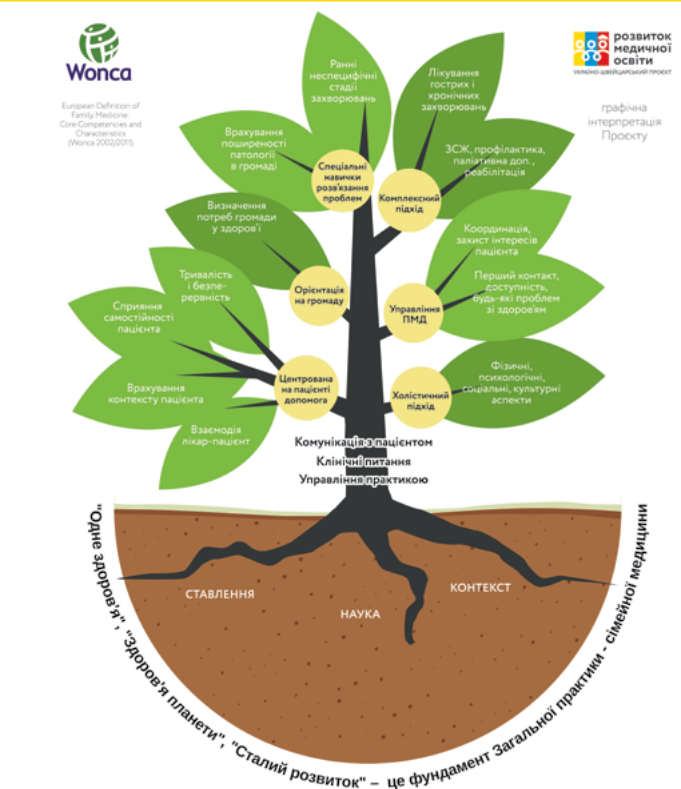 Wonca
European Definition of
Family Medicine:
Core Competencies and
Characteristics
(Wonca 2002/2011)
розвиток
медичної
освіти
УКРАЇНО-ШВЕЙЦАРСЬКИЙ ПРОЄКТ
графічна
інтерпретація
Проєкту
Ранні
неспецифічні
стадії
захворювань
Лікування
гострих і
хронічних
захворювань
Врахування
поширеності
патології
в громаді
Спеціальні
навички
розв'язання
проблем
ЗСЖ, профілактика,
паліативна доп.,
реабілітація
Комплексний
підхід
Визначення
потреб громади
у здоров'ї
Координація,
захист інтересів
пацієнта
Тривалість
і безпе-
рервність
Орієнтація
на громаду
Управління
ПМД
Перший контакт,
доступність,
будь-які проблеми
зі здоров'ям
Сприяння
самостійності
пацієнта
Центрована
на пацієнті
допомога
Холістичний
підхід
Фізичні,
психологічні,
соціальні, культурні
аспекти
Врахування
контексту пацієнта
Взаємодія
лікар-пацієнт
Комунікація з пацієнтом
Клінічні питання
Управління практикою
СТАВЛЕННЯ
НАУКА
КОНТЕКСТ
"Одне здоров'я", "Здоров'я планети", "Сталий розвиток" – це фундамент Загальної практики - сімейної медицини